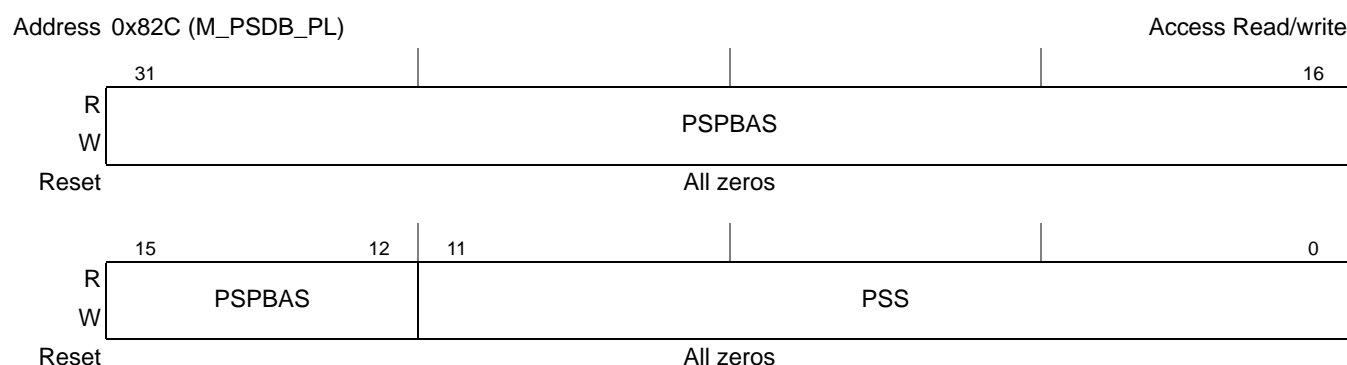 Address 0x82C (M_PSDB_PL) Access Read/write
31 16
R
PSPBAS
W
Reset All zeros
15 12 11 0
R
PSPBAS PSS
W
Reset All zeros